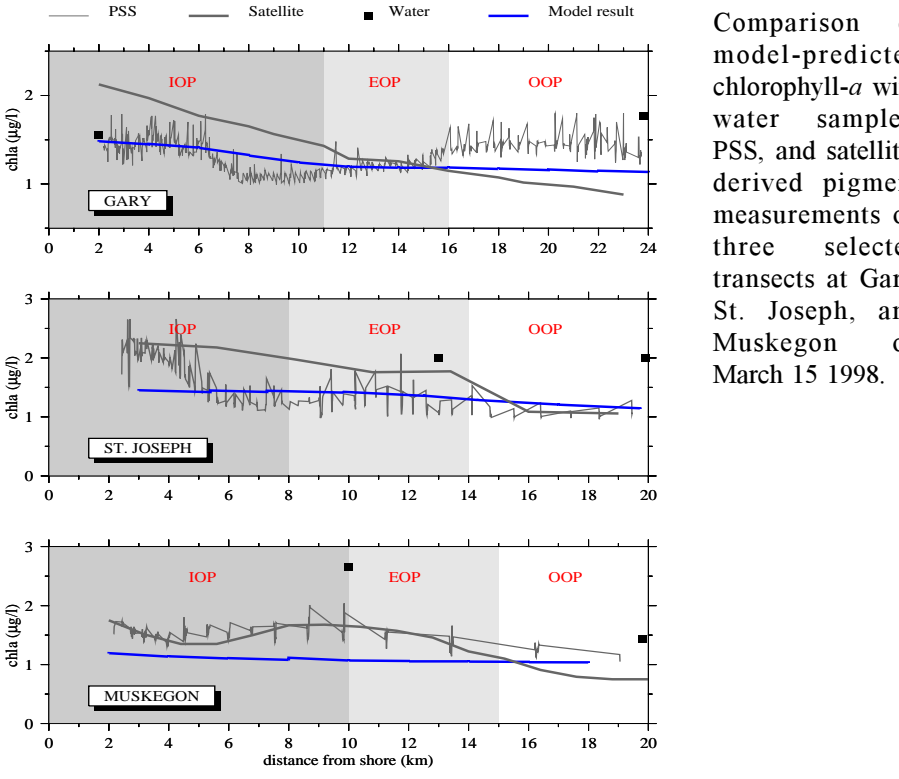 PSS Satellite Water Model result
IOP EOP OOP
chla (µg/l)
2
1
GARY
0 2 4 6 8 10 12 14 16 18 20 22 24
3
IOP EOP OOP
2
chla (µg/l)
1
ST. JOSEPH
0
0 2 4 6 8 10 12 14 16 18 20
3
IOP EOP OOP
2
chla (µg/l)
1
MUSKEGON
0
0 2 4 6 8 10 12 14 16 18 20
distance from shore (km)
Comparison
model-predicte
chlorophyll-a wi
water sample
PSS, and satellit
derived pigmer
measurements
three selecte
transects at Gar
St. Joseph, an
Muskegon
March 15 1998.